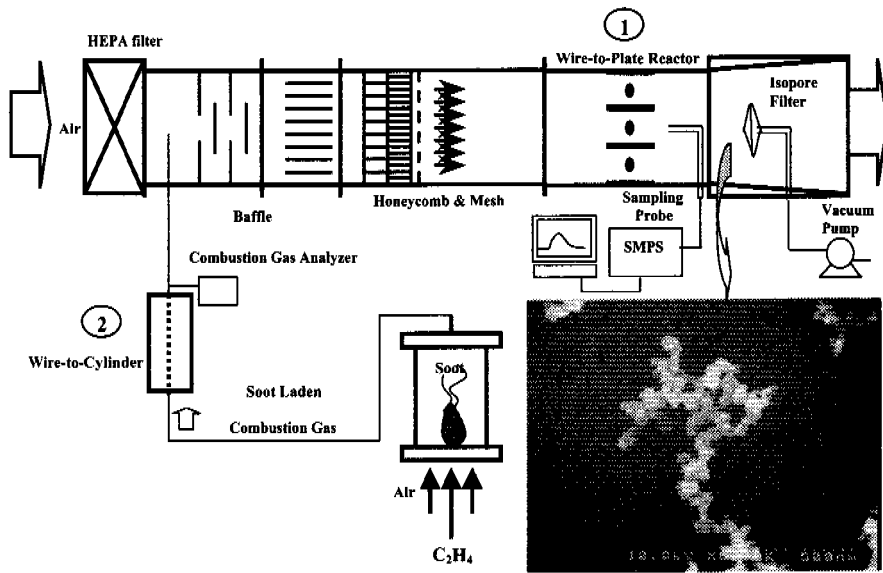 1
HEPA filter
Wire-to-Plate Reactor
Isopore
Filter
Air
Baffle
Honeycomb & Mesh
Sampling
Probe
SMPS
Vacuum
Pump
Combustion Gas Analyzer
2
Wire-to-Cylinder
Soot
Soot Laden
Combustion Gas
Air
C₂H₄